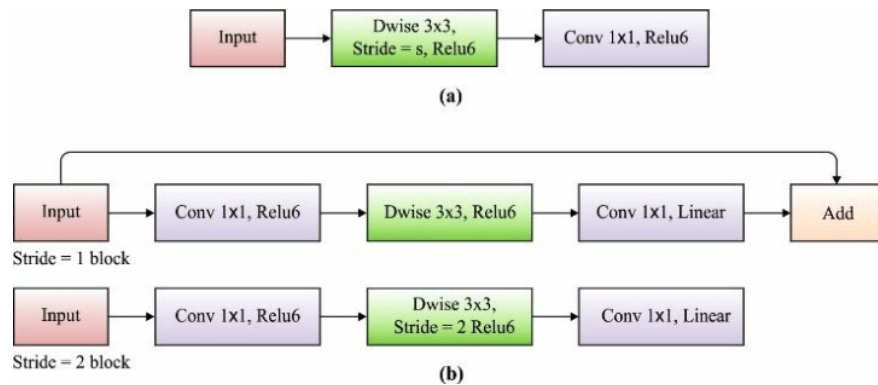 Input
Dwise 3x3,
Stride = s, Relu6
Conv 1x1, Relu6
(a)
Input
Conv 1x1, Relu6
Dwise 3x3, Relu6
Conv 1x1, Linear
Add
Stride = 1 block
Input
Conv 1x1, Relu6
Dwise 3x3,
Stride = 2 Relu6
Conv 1x1, Linear
Stride = 2 block
(b)